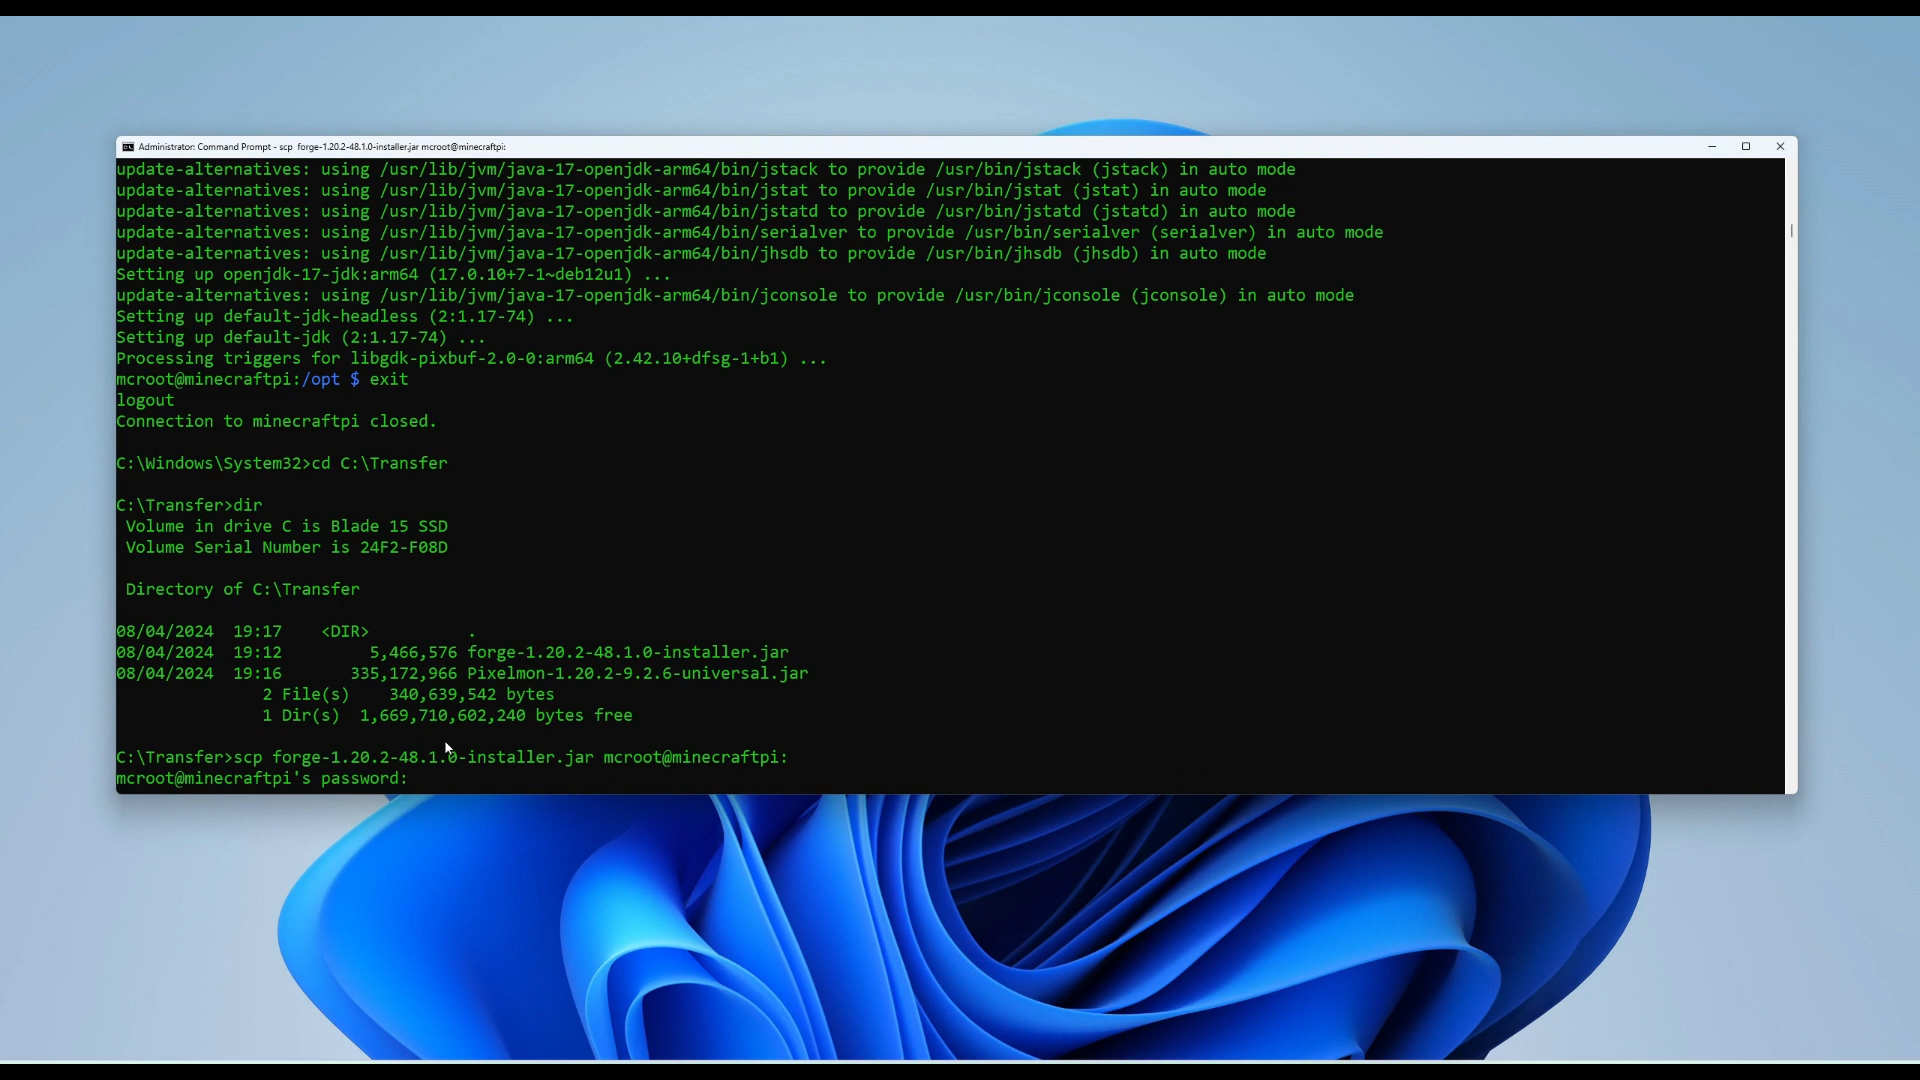 Administrator: Command Prompt - scp  forge-1.20.2-48.1.0-installer.jar mcroot@minecraftpi:
update-alternatives: using /usr/lib/jvm/java-17-openjdk-arm64/bin/jstack to provide /usr/bin/jstack (jstack) in auto mode
update-alternatives: using /usr/lib/jvm/java-17-openjdk-arm64/bin/jstat to provide /usr/bin/jstat (jstat) in auto mode
update-alternatives: using /usr/lib/jvm/java-17-openjdk-arm64/bin/jstatd to provide /usr/bin/jstatd (jstatd) in auto mode
update-alternatives: using /usr/lib/jvm/java-17-openjdk-arm64/bin/serialver to provide /usr/bin/serialver (serialver) in auto mode
update-alternatives: using /usr/lib/jvm/java-17-openjdk-arm64/bin/jhsdb to provide /usr/bin/jhsdb (jhsdb) in auto mode
Setting up openjdk-17-jdk:arm64 (17.0.10+7-1~deb12u1) ...
update-alternatives: using /usr/lib/jvm/java-17-openjdk-arm64/bin/jconsole to provide /usr/bin/jconsole (jconsole) in auto mode
Setting up default-jdk-headless (2:1.17-74) ...
Setting up default-jdk (2:1.17-74) ...
Processing triggers for libgdk-pixbuf-2.0-0:arm64 (2.42.10+dfsg-1+b1) ...
mcroot@minecraftpi:/opt $ exit
logout
Connection to minecraftpi closed.
C:\Windows\System32>cd C:\Transfer
C:\Transfer>dir
Volume in drive C is Blade 15 SSD
Volume Serial Number is 24F2-F08D
Directory of C:\Transfer
08/04/2024  19:17    <DIR>          .
08/04/2024  19:12         5,466,576 forge-1.20.2-48.1.0-installer.jar
08/04/2024  19:16       335,172,966 Pixelmon-1.20.2-9.2.6-universal.jar
2 File(s)    340,639,542 bytes
1 Dir(s)  1,669,710,602,240 bytes free
C:\Transfer>scp forge-1.20.2-48.1.0-installer.jar mcroot@minecraftpi:
mcroot@minecraftpi's password: